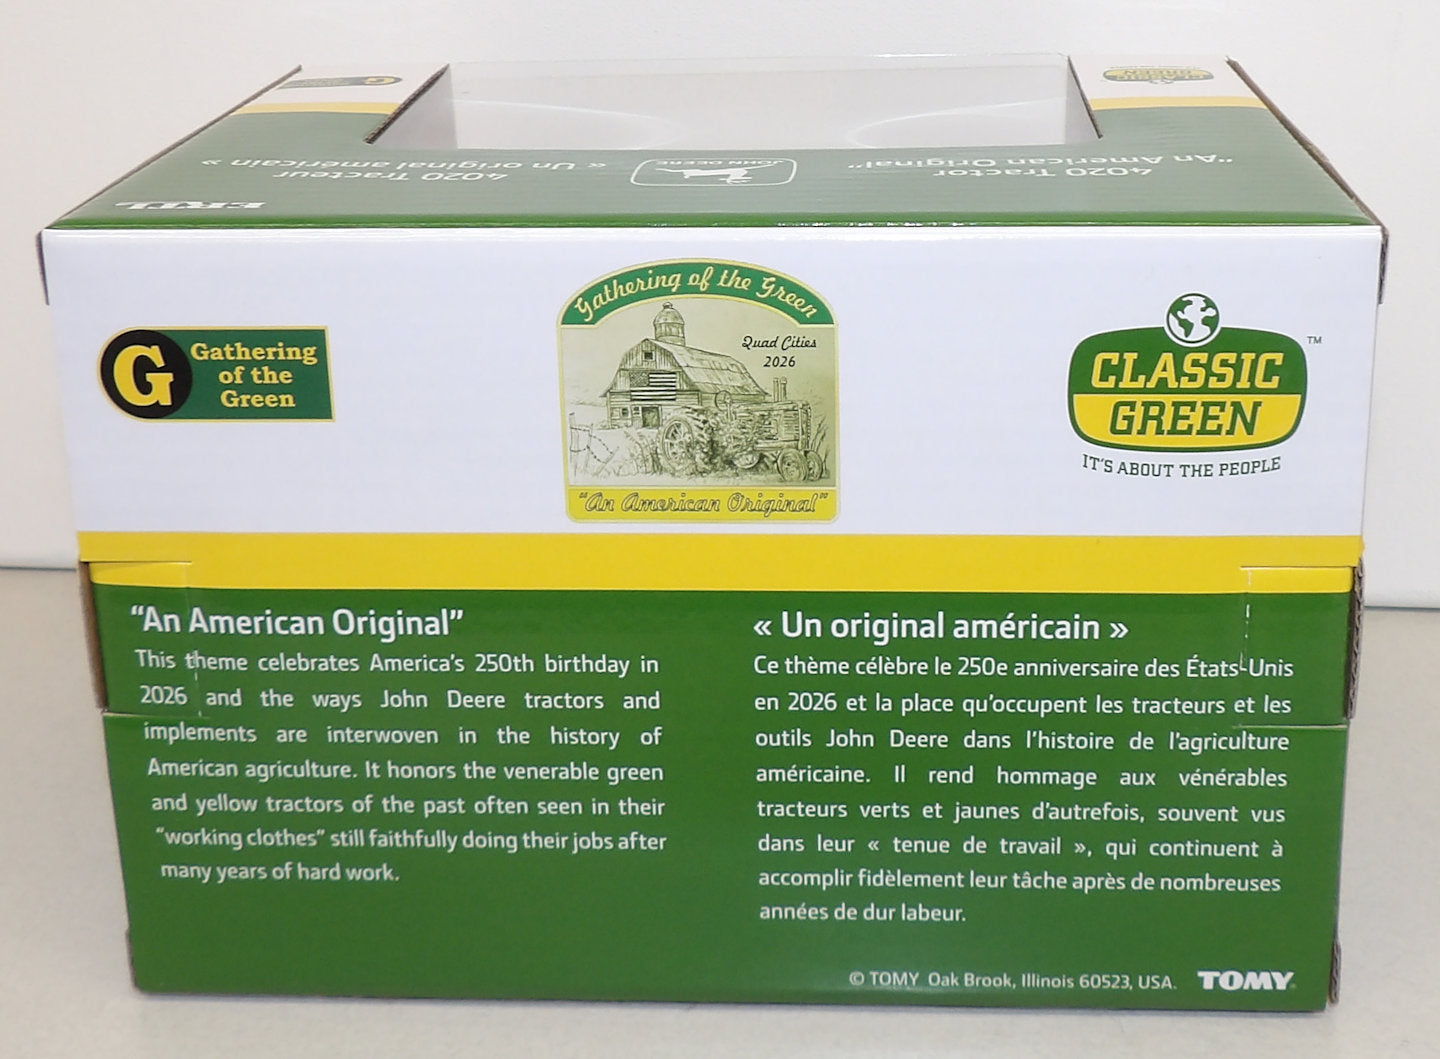 G
CLASSIC
GREEN
"An American Original"
4020 Tractor
JOHN DEERE
« Un original américain »
4020 Tracteur
ERTL
G
Gathering
of the
Green
Gathering of the Green
Quad Cities
2026
"An American Original"
CLASSIC
GREEN
™
IT'S ABOUT THE PEOPLE
“An American Original”
This theme celebrates America’s 250th birthday in
2026 and the ways John Deere tractors and
implements are interwoven in the history of
American agriculture. It honors the venerable green
and yellow tractors of the past often seen in their
“working clothes” still faithfully doing their jobs after
many years of hard work.
« Un original américain »
Ce thème célèbre le 250e anniversaire des États-Unis
en 2026 et la place qu’occupent les tracteurs et les
outils John Deere dans l’histoire de l’agriculture
américaine. Il rend hommage aux vénérables
tracteurs verts et jaunes d’autrefois, souvent vus
dans leur « tenue de travail », qui continuent à
accomplir fidèlement leur tâche après de nombreuses
années de dur labeur.
© TOMY Oak Brook, Illinois 60523, USA. TOMY